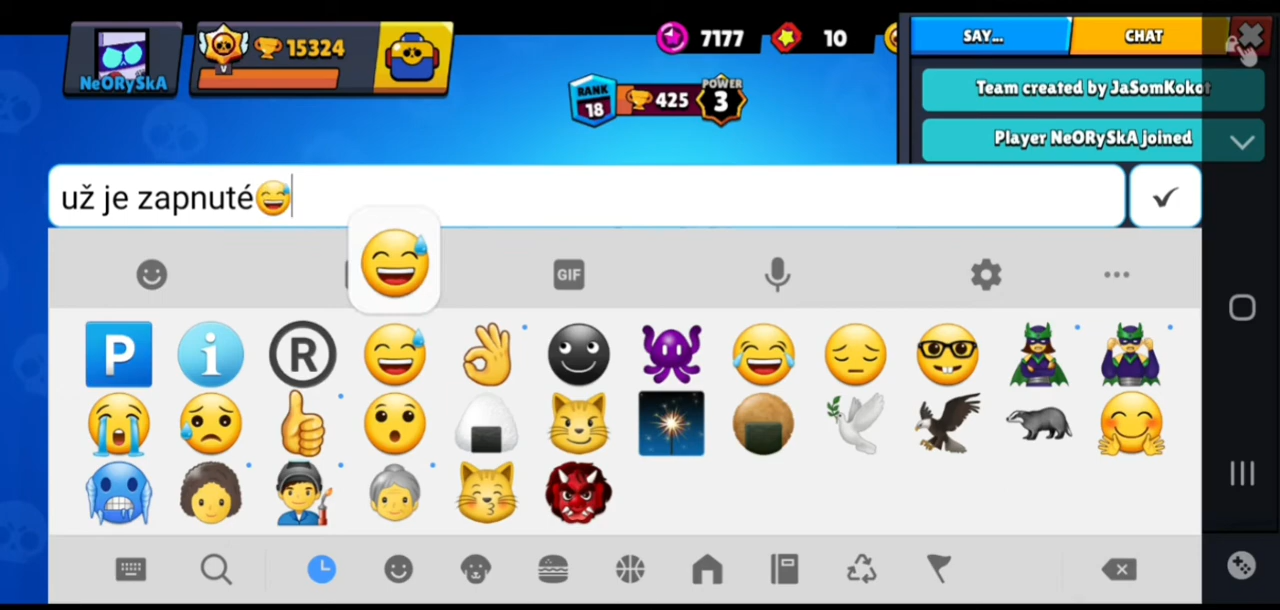 NeORySkA
V
15324
7177
10
SAY...
CHAT
RANK
18
425
POWER
3
Team created by JaSomKokot
Player NeORySkA joined
už je zapnuté😅
GIF
P
i
R